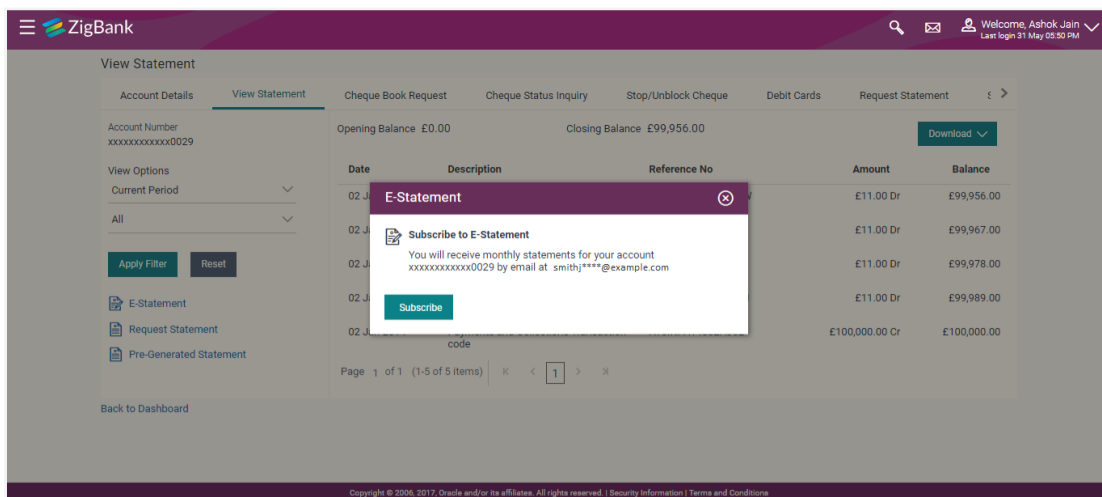 ZigBank
Welcome, Ashok Jain
Last login 31 May 05:50 PM
View Statement
Account Details View Statement Cheque Book Request Cheque Status Inquiry Stop/Unblock Cheque Debit Cards Request Statement
Account Number
xxxxxxxxxxxx0029
Opening Balance £0.00 Closing Balance £99,956.00
Download
View Options
Current Period
All
Apply Filter Reset
E-Statement
Request Statement
Pre-Generated Statement
Date Description Reference No Amount Balance
02 £11.00 Dr £99,956.00
02 £11.00 Dr £99,967.00
02 £11.00 Dr £99,978.00
02 £11.00 Dr £99,989.00
02 £100,000.00 Cr £100,000.00
code
E-Statement
Subscribe to E-Statement
You will receive monthly statements for your account
xxxxxxxxxxxx0029 by email at smithj****@example.com
Subscribe
Page 1 of 1 (1-5 of 5 items) K < 1 > >|
Back to Dashboard
Copyright © 2006, 2017, Oracle and/or its affiliates. All rights reserved. | Security Information | Terms and Conditions